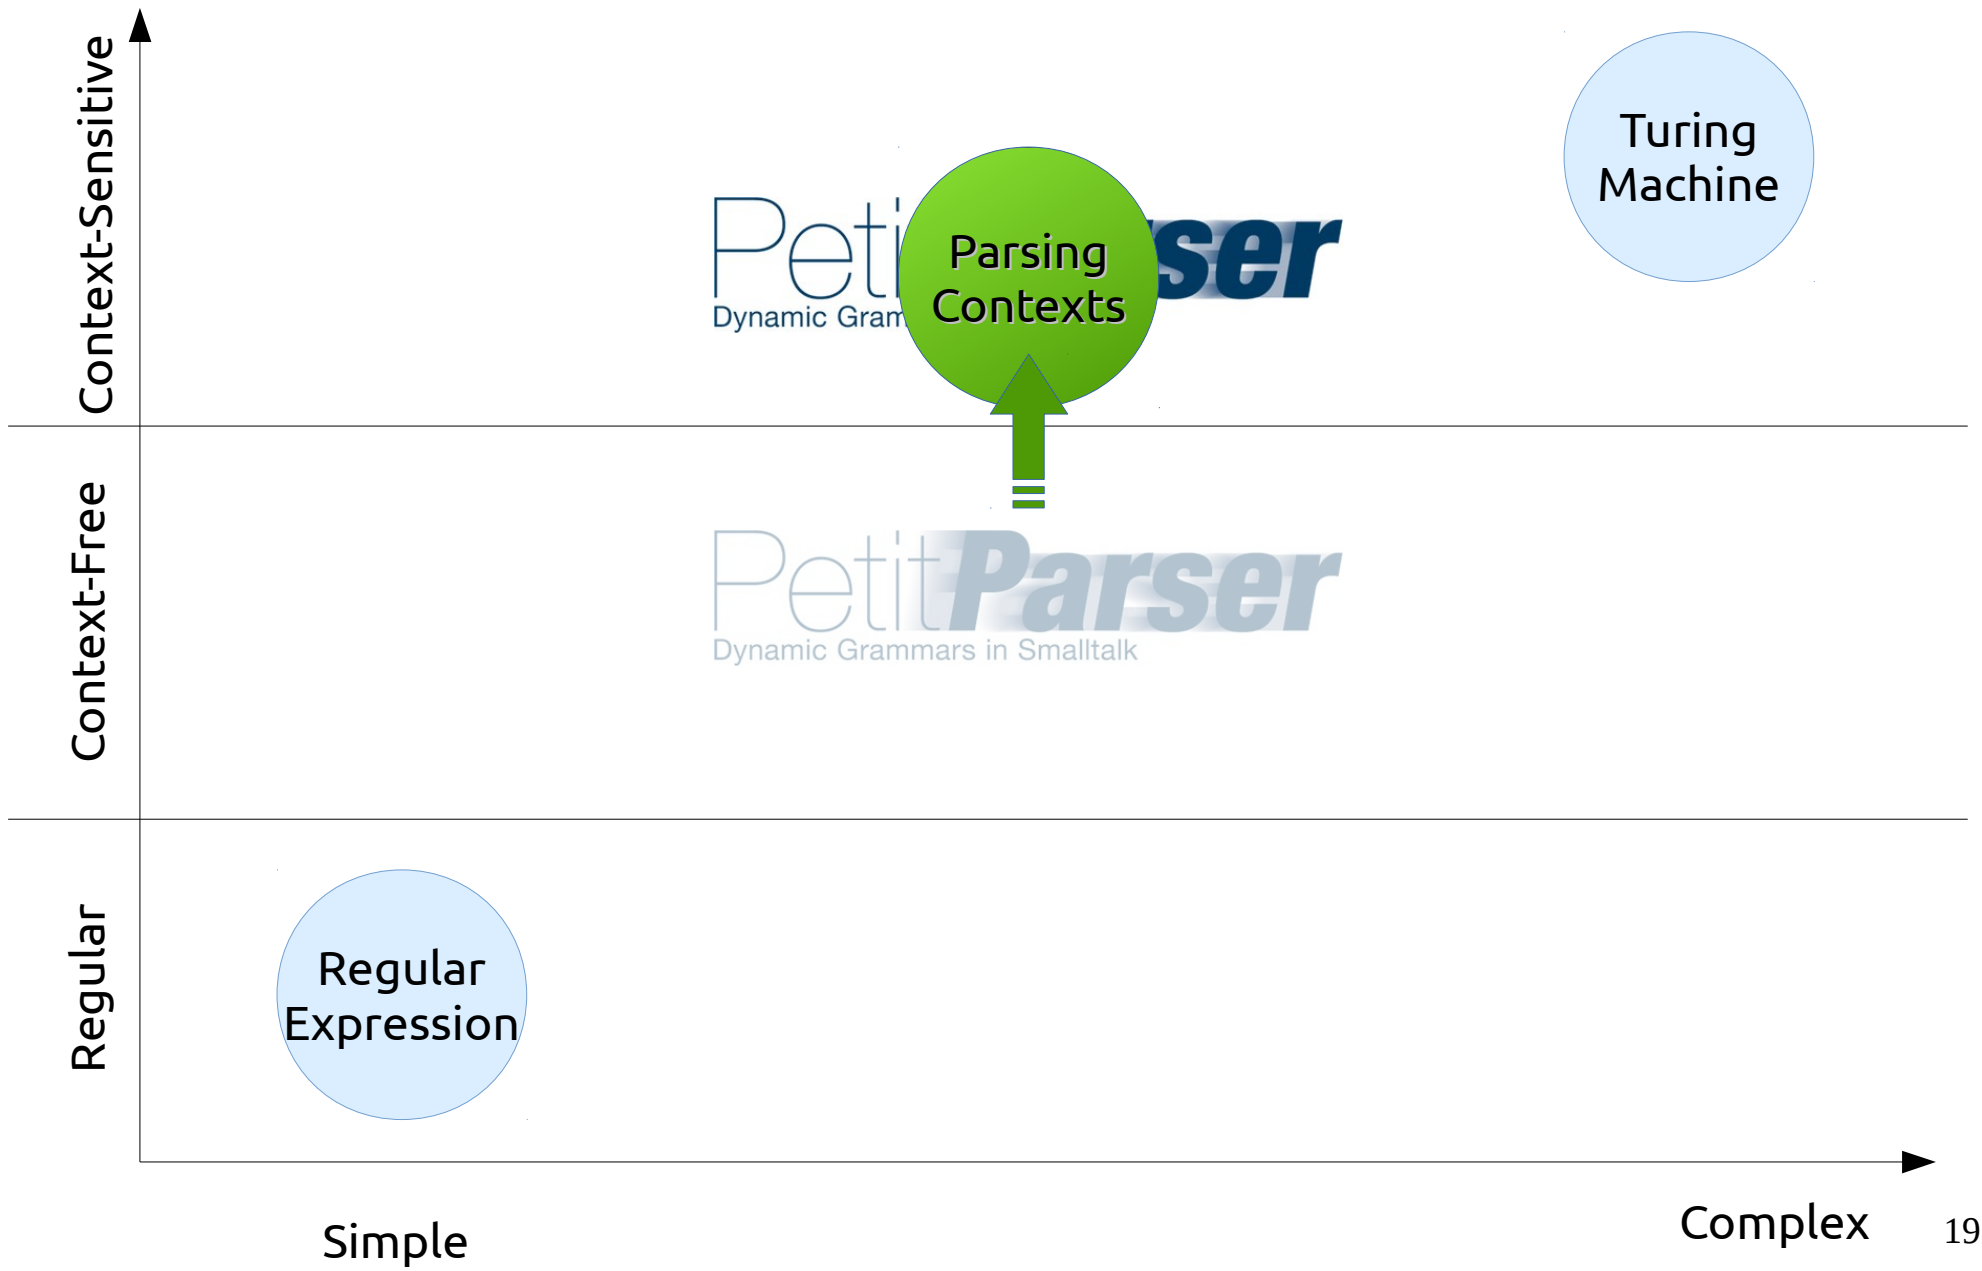 Context-Sensitive
Turing
Machine
Peti
ser
Dynamic Gram
Parsing
Contexts
Context-Free
PetitParser
Dynamic Grammars in Smalltalk
Regular
Regular
Expression
Simple
Complex
19